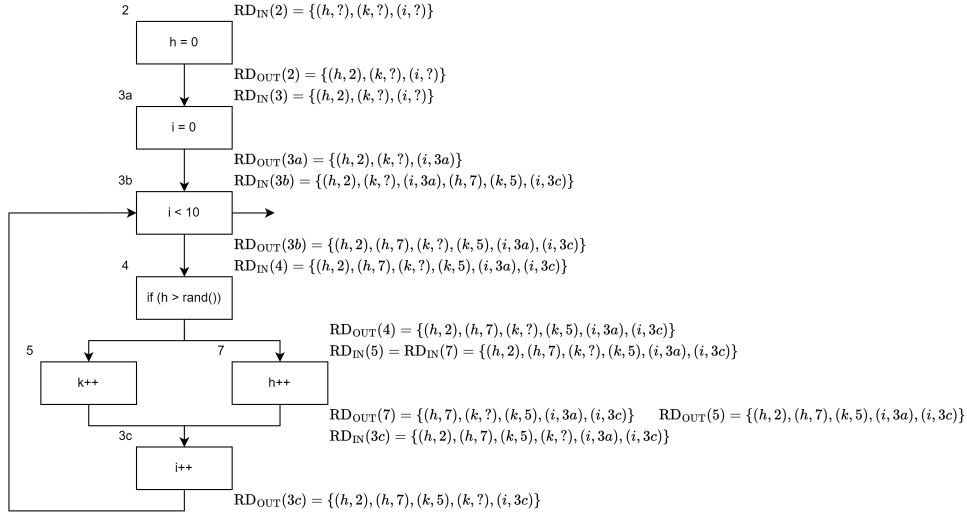 2 RD_IN(2) = {(h, ?), (k, ?), (i, ?)}
h = 0
RD_OUT(2) = {(h, 2), (k, ?), (i, ?)}
3a RD_IN(3) = {(h, 2), (k, ?), (i, ?)}
i = 0
RD_OUT(3a) = {(h, 2), (k, ?), (i, 3a)}
3b RD_IN(3b) = {(h, 2), (k, ?), (i, 3a), (h, 7), (k, 5), (i, 3c)}
i < 10
RD_OUT(3b) = {(h, 2), (h, 7), (k, ?), (k, 5), (i, 3a), (i, 3c)}
4 RD_IN(4) = {(h, 2), (h, 7), (k, ?), (k, 5), (i, 3a), (i, 3c)}
if (h > rand())
RD_OUT(4) = {(h, 2), (h, 7), (k, ?), (k, 5), (i, 3a), (i, 3c)}
5 7 RD_IN(5) = RD_IN(7) = {(h, 2), (h, 7), (k, ?), (k, 5), (i, 3a), (i, 3c)}
k++ h++
RD_OUT(7) = {(h, 7), (k, ?), (k, 5), (i, 3a), (i, 3c)} RD_OUT(5) = {(h, 2), (h, 7), (k, 5), (i, 3a), (i, 3c)}
3c RD_IN(3c) = {(h, 2), (h, 7), (k, 5), (k, ?), (i, 3a), (i, 3c)}
i++
RD_OUT(3c) = {(h, 2), (h, 7), (k, 5), (k, ?), (i, 3c)}